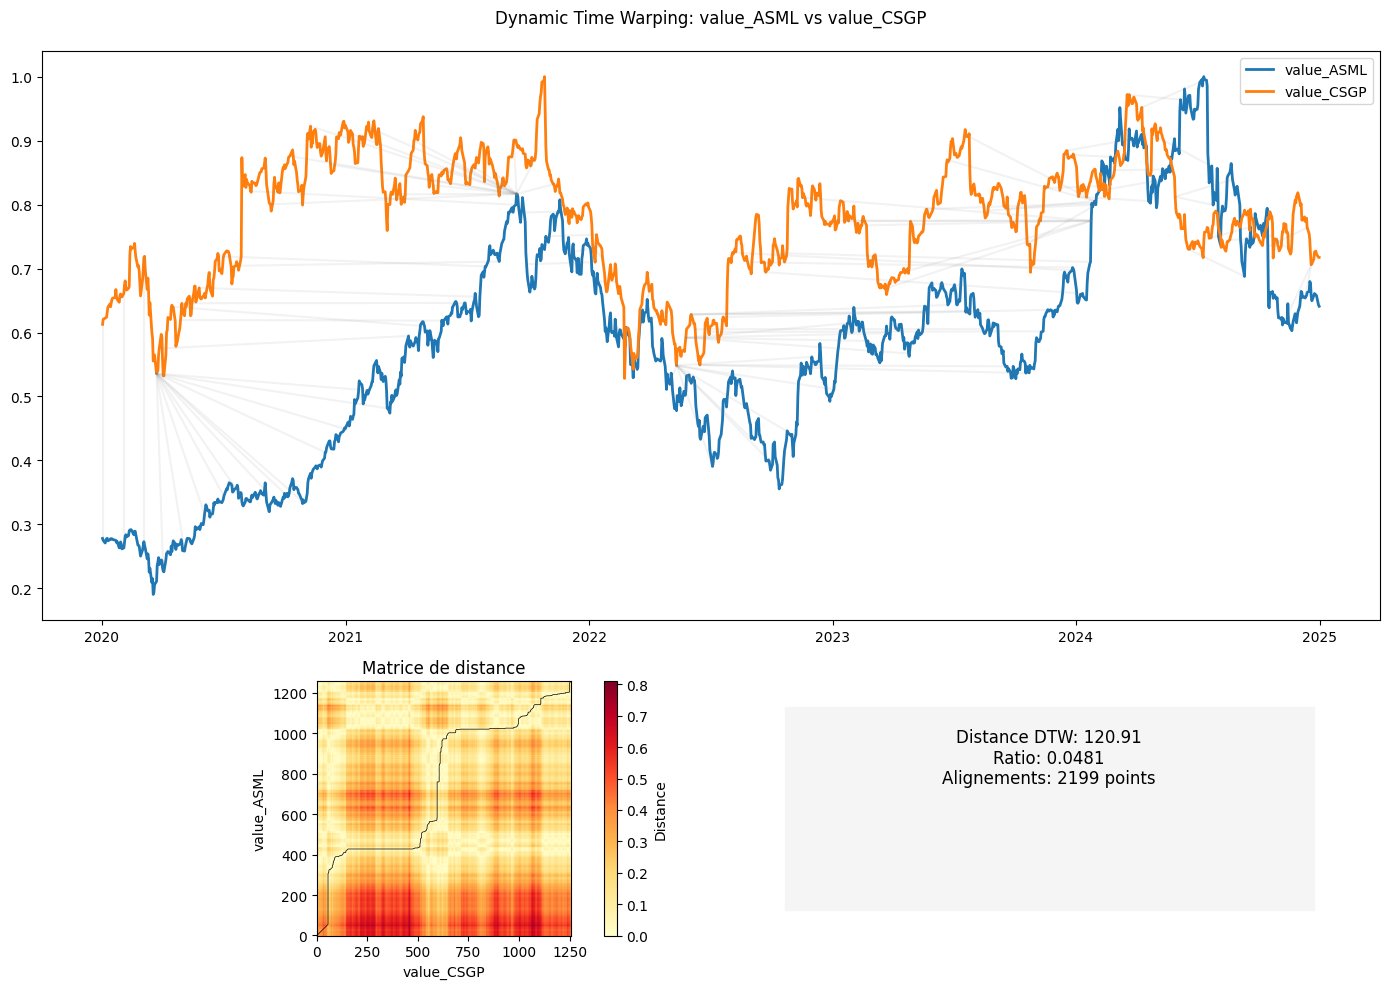 Dynamic Time Warping: value_ASML vs value_CSGP
value_ASML
value_CSGP
1.0
0.9
0.8
0.7
0.6
0.5
0.4
0.3
0.2
2020 2021 2022 2023 2024 2025
Matrice de distance
value_ASML
1200
1000
800
600
400
200
0
0 250 500 750 1000 1250
value_CSGP
0.8
0.7
0.6
0.5
0.4
0.3
0.2
0.1
0.0
Distance
Distance DTW: 120.91
Ratio: 0.0481
Alignements: 2199 points